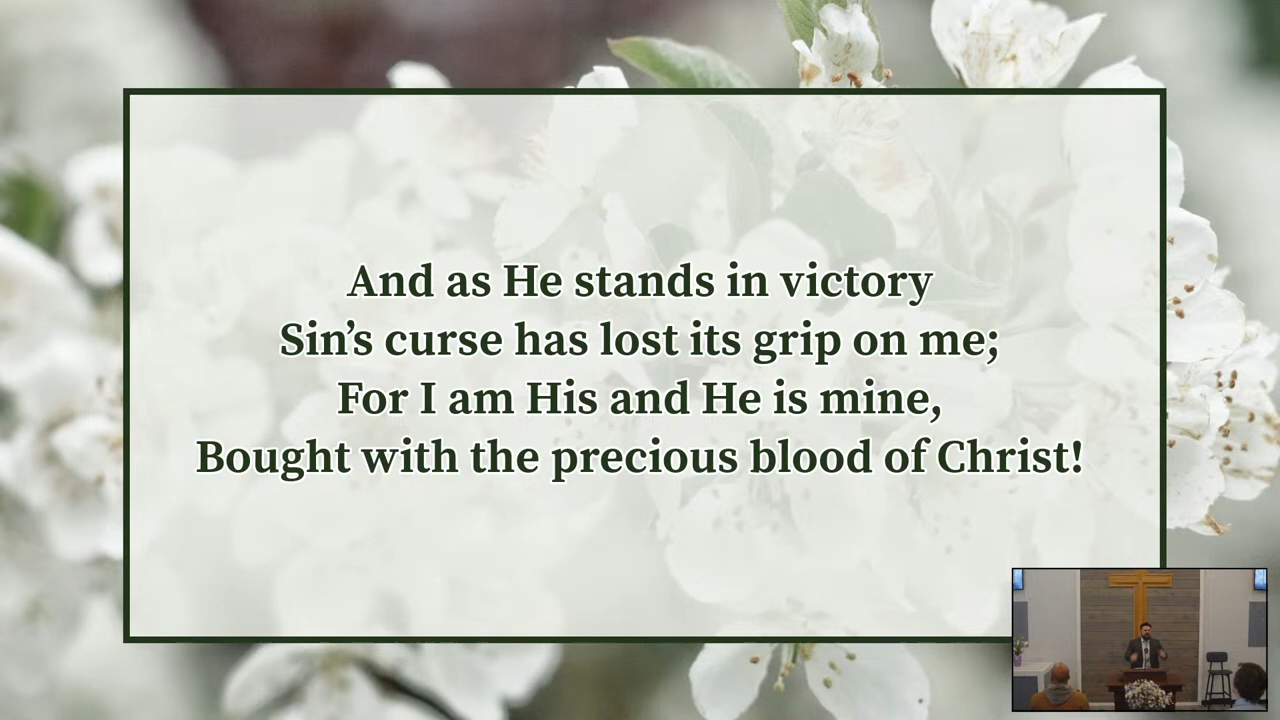 And as He stands in victory
Sin’s curse has lost its grip on me;
For I am His and He is mine,
Bought with the precious blood of Christ!